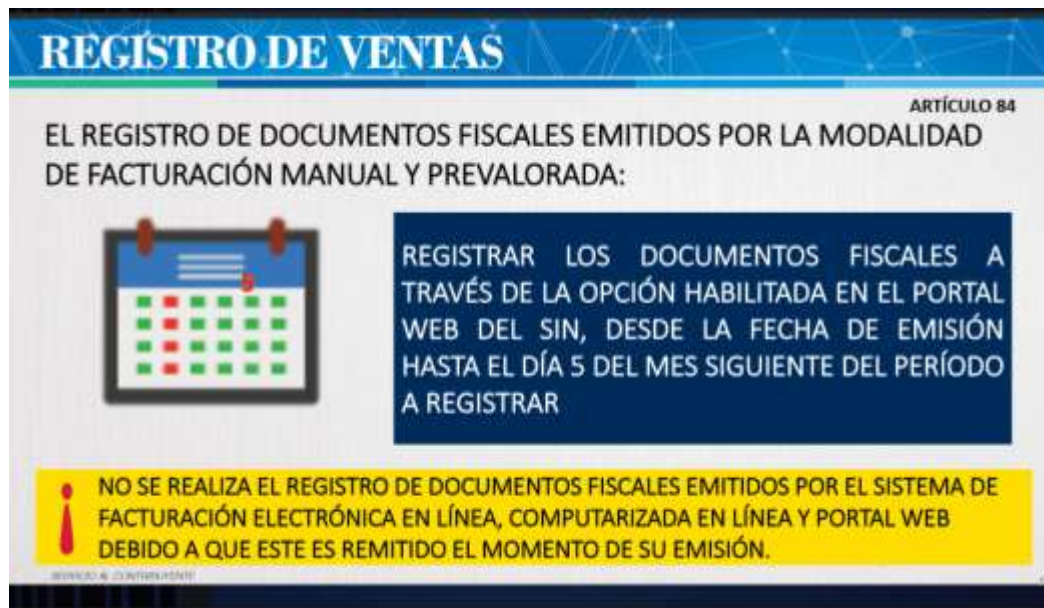 REGISTRO DE VENTAS
ARTÍCULO 84
EL REGISTRO DE DOCUMENTOS FISCALES EMITIDOS POR LA MODALIDAD
DE FACTURACIÓN MANUAL Y PREVALORADA:
REGISTRAR LOS DOCUMENTOS FISCALES A
TRAVÉS DE LA OPCIÓN HABILITADA EN EL PORTAL
WEB DEL SIN, DESDE LA FECHA DE EMISIÓN
HASTA EL DÍA 5 DEL MES SIGUIENTE DEL PERÍODO
A REGISTRAR
NO SE REALIZA EL REGISTRO DE DOCUMENTOS FISCALES EMITIDOS POR EL SISTEMA DE
FACTURACIÓN ELECTRÓNICA EN LÍNEA, COMPUTARIZADA EN LÍNEA Y PORTAL WEB
DEBIDO A QUE ESTE ES REMITIDO EL MOMENTO DE SU EMISIÓN.
SERVICIO AL CONTRIBUYENTE